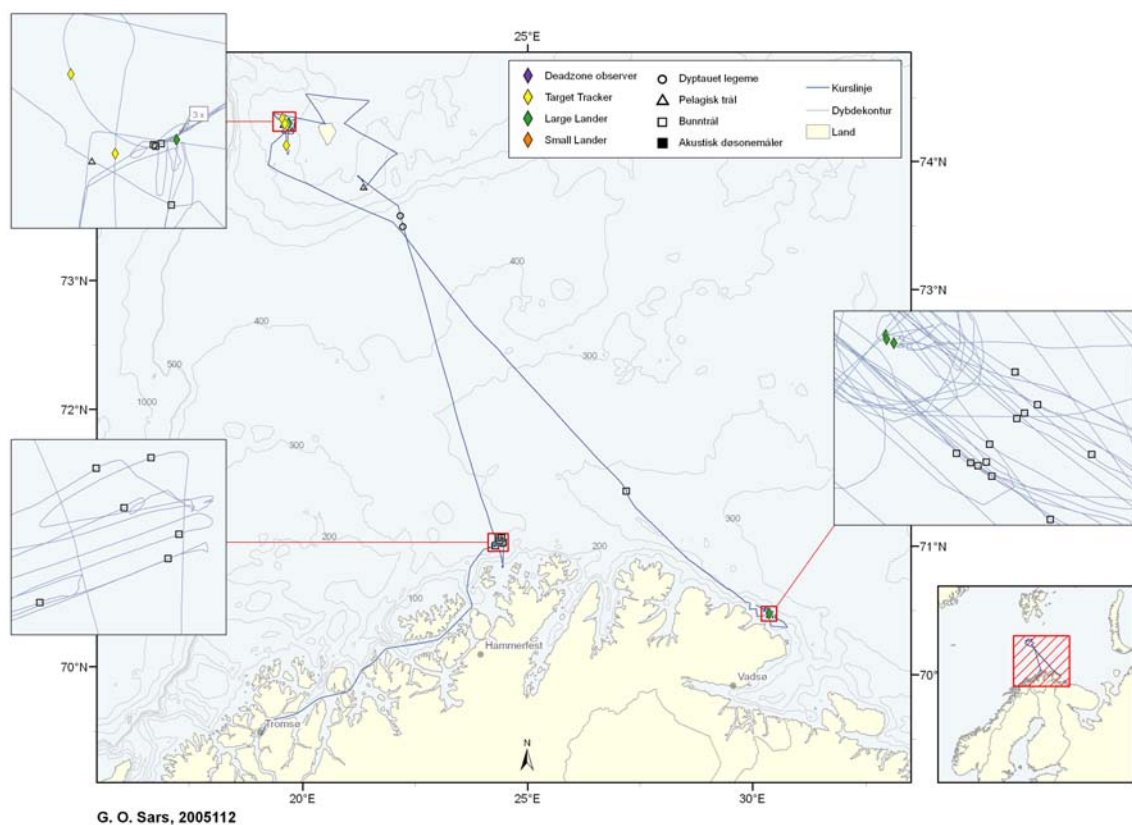 25°E
Deadzone observer
Target Tracker
Large Lander
Small Lander
Dyptauet legeme
Pelagisk trål
Bunntrål
Akustisk døsonemåler
Kurslinje
Dybdekontur
Land
3 x
74°N
74°N
73°N
73°N
400
400
300
500
1000
72°N
300
300
200
200
100
71°N
70°N
70°N
Hammerfest
Vadsø
Tromsø
N
20°E
25°E
30°E
G. O. Sars, 2005112